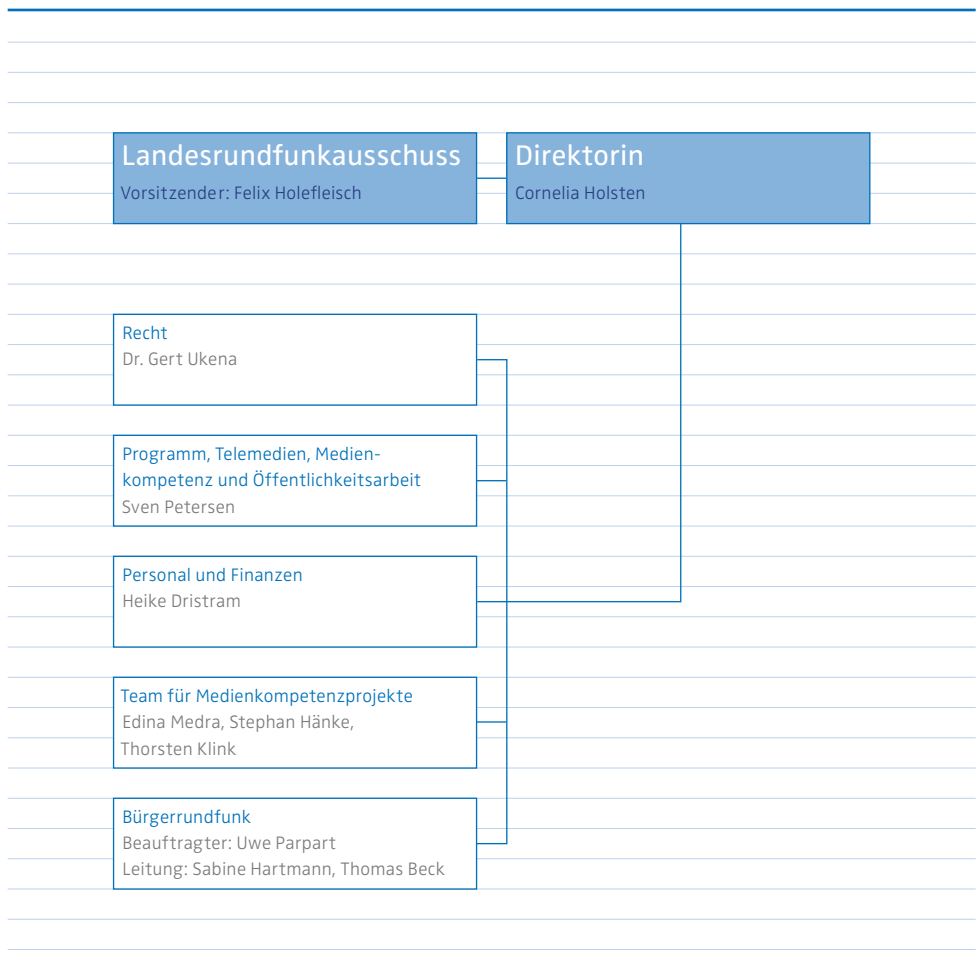 Landesrundfunkausschuss
Vorsitzender: Felix Holefleisch
Direktorin
Cornelia Holsten
Recht
Dr. Gert Ukena
Programm, Telemedien, Medien-
kompetenz und Öffentlichkeitsarbeit
Sven Petersen
Personal und Finanzen
Heike Dristram
Team für Medienkompetenzprojekte
Edina Medra, Stephan Hänke,
Thorsten Klink
Bürgerrundfunk
Beauftragter: Uwe Parpart
Leitung: Sabine Hartmann, Thomas Beck